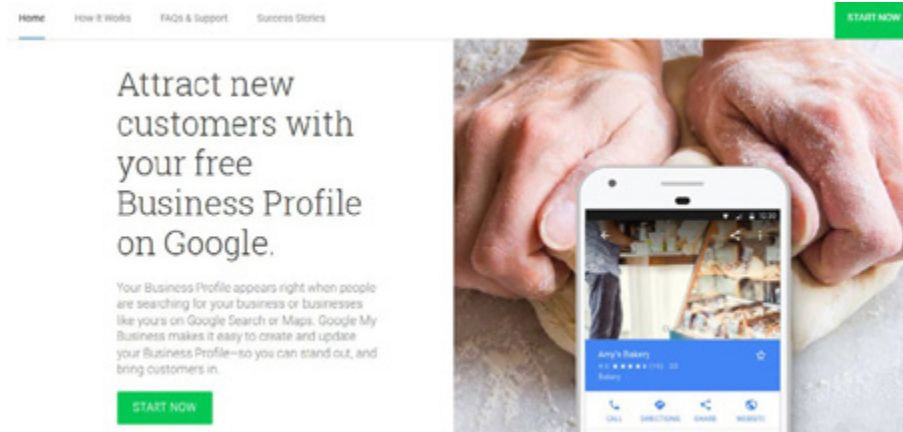 Home How it Works FAQs & Support Success Stories START NOW
Attract new
customers with
your free
Business Profile
on Google.
Your Business Profile appears right when people
are searching for your business or businesses
like yours on Google Search or Maps. Google My
Business makes it easy to create and update
your Business Profile–so you can stand out, and
bring customers in.
START NOW
12:30
Amy's Bakery
Bakery
CALL DIRECTIONS SHARE WEBSITE